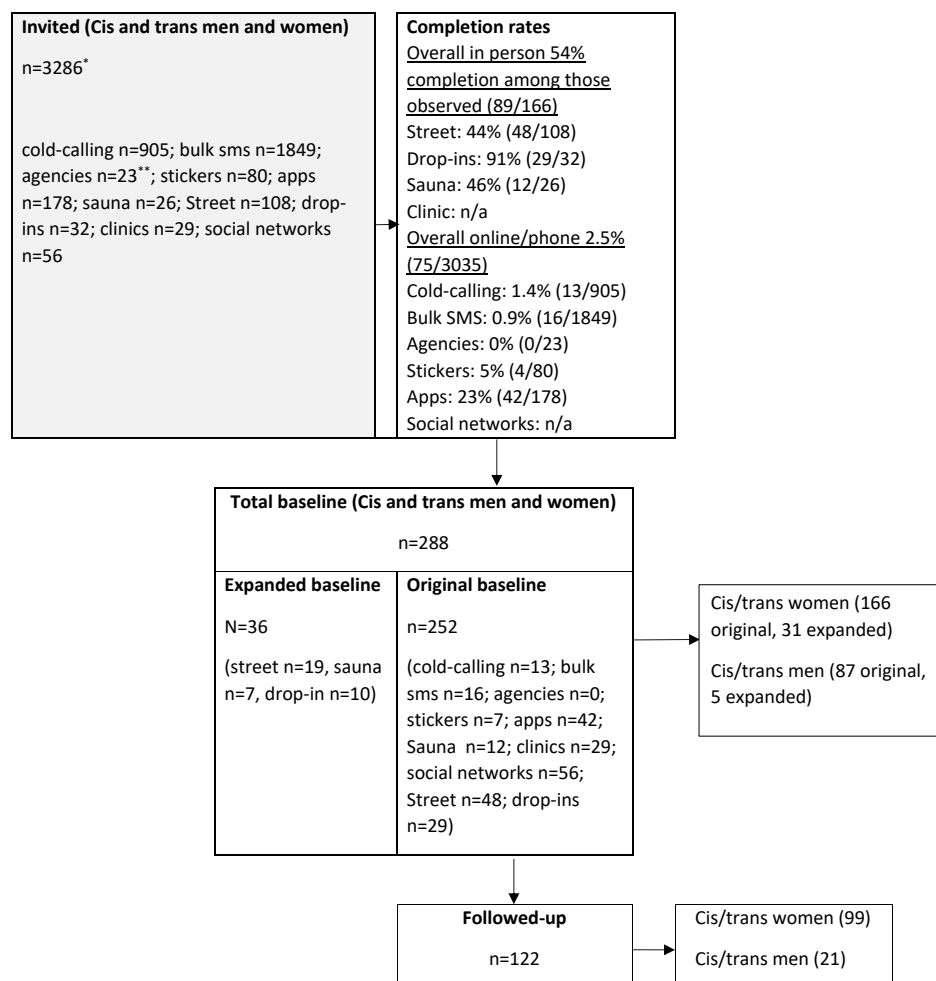 Invited (Cis and trans men and women)
n=3286*
cold-calling n=905; bulk sms n=1849;
agencies n=23**; stickers n=80; apps
n=178; sauna n=26; Street n=108; drop-
ins n=32; clinics n=29; social networks
n=56
Completion rates
Overall in person 54%
completion among those
observed (89/166)
Street: 44% (48/108)
Drop-ins: 91% (29/32)
Sauna: 46% (12/26)
Clinic: n/a
Overall online/phone 2.5%
(75/3035)
Cold-calling: 1.4% (13/905)
Bulk SMS: 0.9% (16/1849)
Agencies: 0% (0/23)
Stickers: 5% (4/80)
Apps: 23% (42/178)
Social networks: n/a
Total baseline (Cis and trans men and women)
n=288
Expanded baseline
N=36
(street n=19, sauna
n=7, drop-in n=10)
Original baseline
n=252
(cold-calling n=13; bulk
sms n=16; agencies n=0;
stickers n=7; apps n=42;
Sauna n=12; clinics n=29;
social networks n=56;
Street n=48; drop-ins
n=29)
Cis/trans women (166
original, 31 expanded)
Cis/trans men (87 original,
5 expanded)
Followed-up
n=122
Cis/trans women (99)
Cis/trans men (21)